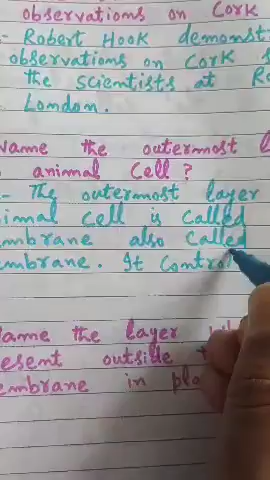 observations on Cork
:- Robert Hook demonst
observations on Cork s
the scientists at Ro
London.
Name the outermost l
animal Cell?
:- The outermost layer
imal cell is called
mbrane also called
mbrane. It Control
Name the layer
esent outside
embrane in pla